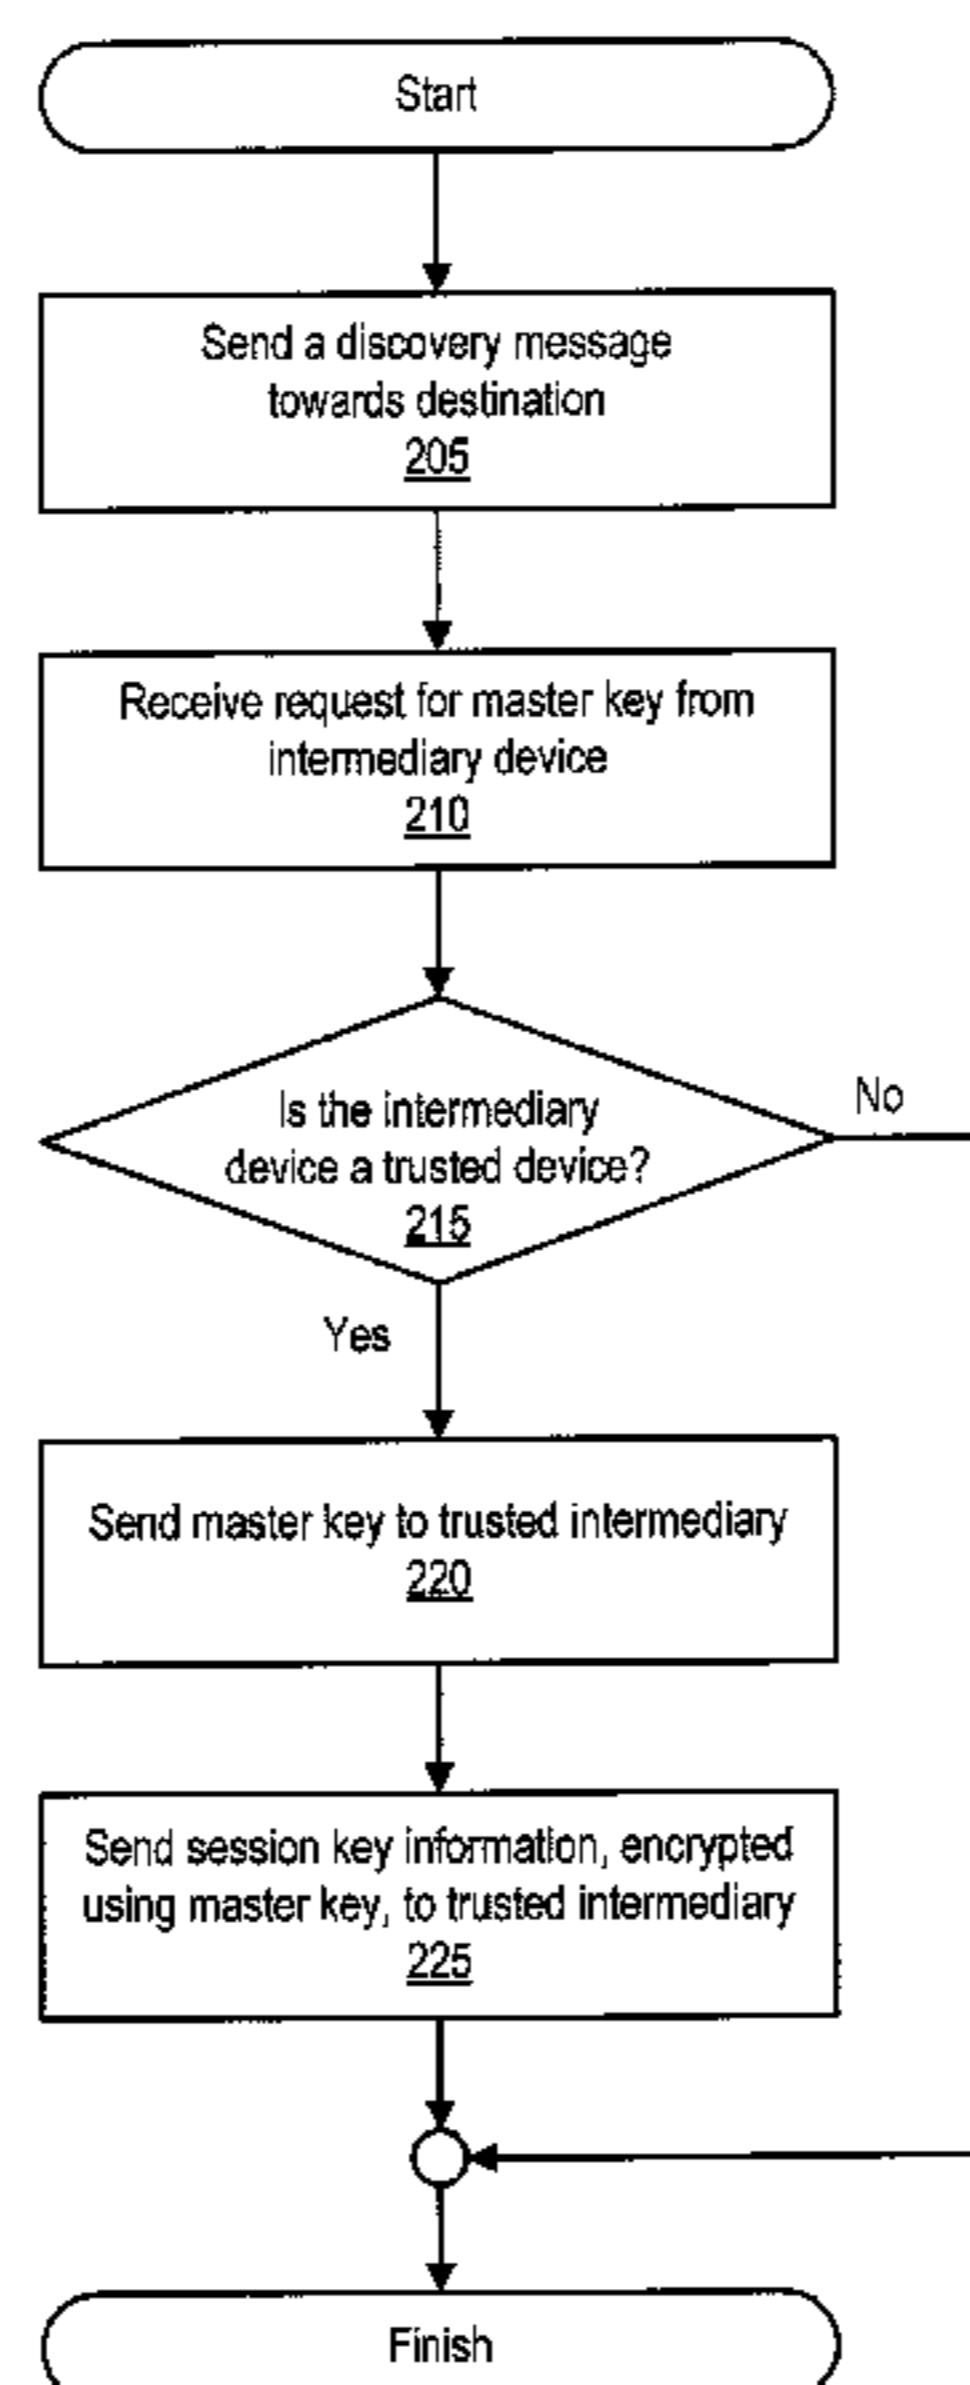 Start
Send a discovery message
towards destination
205
Receive request for master key from
intermediary device
210
Is the intermediary
device a trusted device?
215
No
Yes
Send master key to trusted intermediary
220
Send session key information, encrypted
using master key, to trusted intermediary
225
Finish